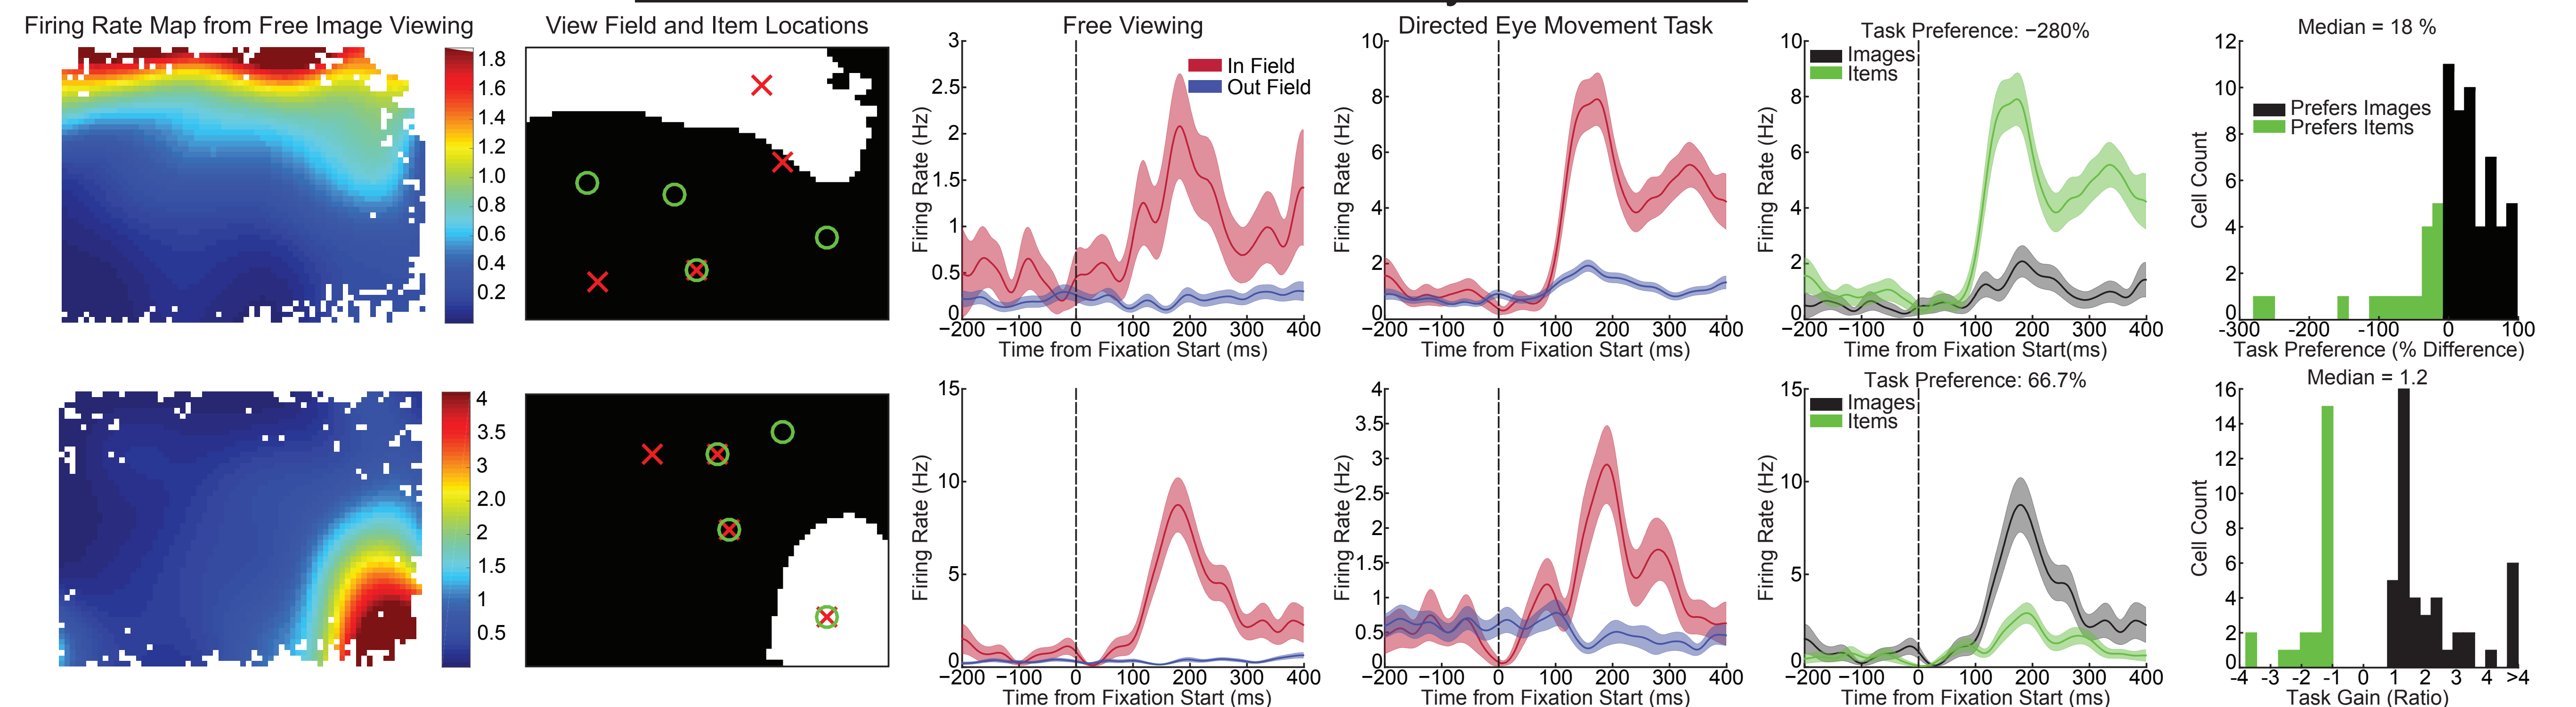 Firing Rate Map from Free Image Viewing
1.8
1.6
1.4
1.2
1.0
0.8
0.6
0.4
0.2
View Field and Item Locations
Free Viewing
3
2.5
2
1.5
1
0.5
0
Firing Rate (Hz)
In Field
Out Field
−200 −100 0 100 200 300 400
Time from Fixation Start (ms)
Directed Eye Movement Task
10
8
6
4
2
0
Firing Rate (Hz)
−200 −100 0 100 200 300 400
Time from Fixation Start (ms)
Task Preference: −280%
Images
Items
10
8
6
4
2
0
Firing Rate (Hz)
−200 −100 0 100 200 300 400
Time from Fixation Start(ms)
Median = 18 %
12
10
8
6
4
2
0
Cell Count
Prefers Images
Prefers Items
-300 -200 -100 0 100
Task Preference (% Difference)
4
3.5
3
2.0
2
1.5
1
0.5
15
10
5
0
Firing Rate (Hz)
−200 −100 0 100 200 300 400
Time from Fixation Start (ms)
4
3.5
3
2.5
2
1.5
1
0.5
0
Firing Rate (Hz)
−200 −100 0 100 200 300 400
Time from Fixation Start (ms)
Task Preference: 66.7%
Images
Items
15
10
5
0
Firing Rate (Hz)
−200 −100 0 100 200 300 400
Time from Fixation Start (ms)
Median = 1.2
16
14
12
10
8
6
4
2
0
Cell Count
-4 -3 -2 -1 0 1 2 3 4 >4
Task Gain (Ratio)